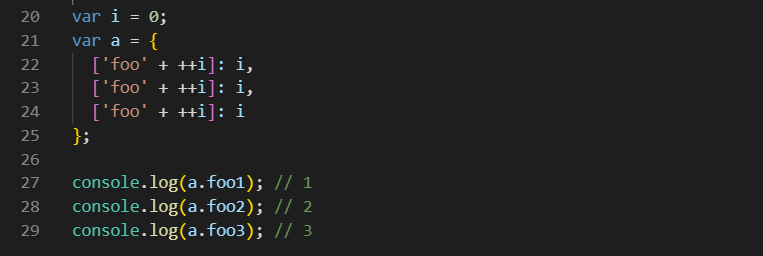 20 var i = 0;
21 var a = {
22 ['foo' + ++i]: i,
23 ['foo' + ++i]: i,
24 ['foo' + ++i]: i
25 };
26
27 console.log(a.foo1); // 1
28 console.log(a.foo2); // 2
29 console.log(a.foo3); // 3